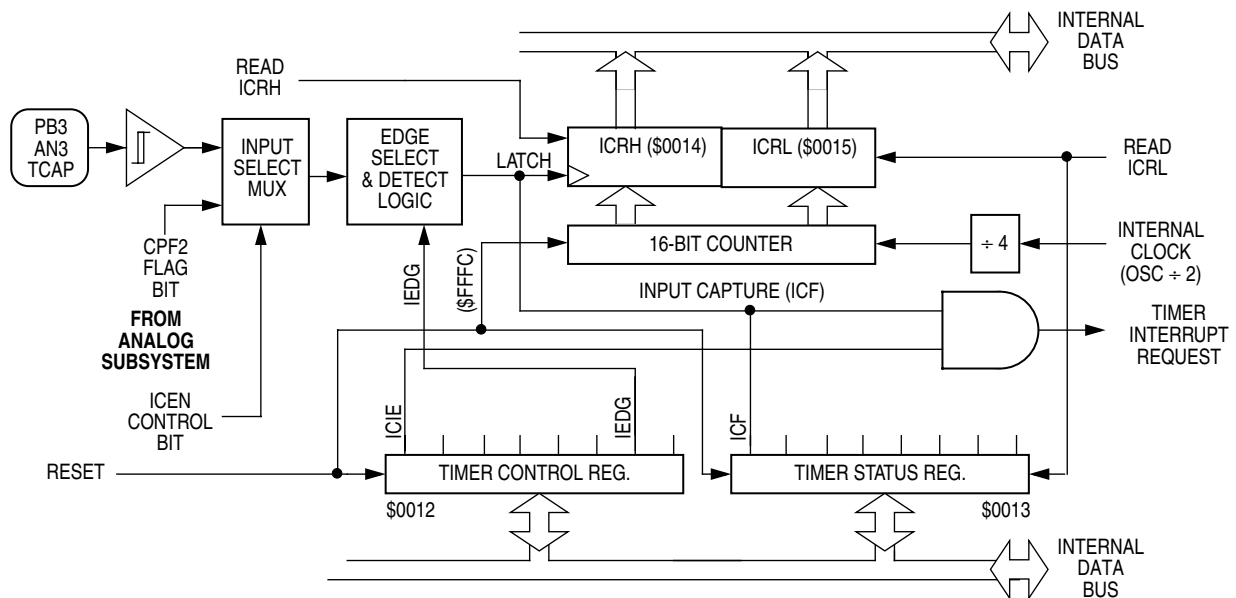 INTERNAL
DATA
BUS
READ
ICRH
PB3
AN3
TCAP
INPUT
SELECT
MUX
EDGE
SELECT
& DETECT
LOGIC
LATCH
ICRH ($0014)
ICRL ($0015)
READ
ICRL
CPF2
FLAG
BIT
FROM
ANALOG
SUBSYSTEM
IEDG
($FFFC)
16-BIT COUNTER
÷ 4
INTERNAL
CLOCK
(OSC ÷ 2)
INPUT CAPTURE (ICF)
TIMER
INTERRUPT
REQUEST
ICEN
CONTROL
BIT
ICIE
IEDG
ICF
RESET
TIMER CONTROL REG.
TIMER STATUS REG.
$0012
$0013
INTERNAL
DATA
BUS